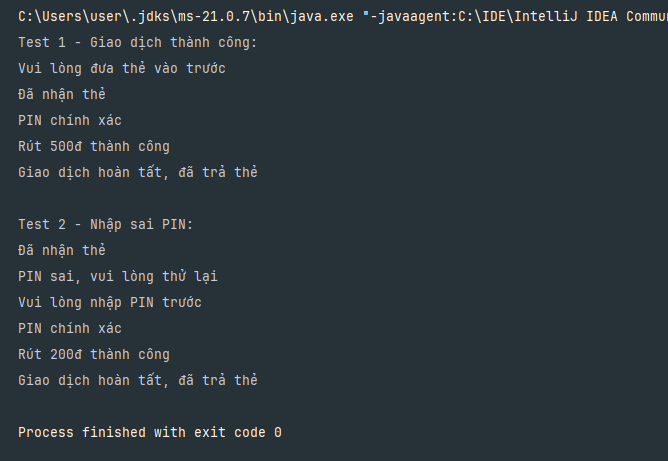 C:\Users\user\.jdks\ms-21.0.7\bin\java.exe "-javaagent:C:\IDE\IntelliJ IDEA Commu
Test 1 - Giao dịch thành công:
Vui lòng đưa thẻ vào trước
Đã nhận thẻ
PIN chính xác
Rút 500đ thành công
Giao dịch hoàn tất, đã trả thẻ
Test 2 - Nhập sai PIN:
Đã nhận thẻ
PIN sai, vui lòng thử lại
Vui lòng nhập PIN trước
PIN chính xác
Rút 200đ thành công
Giao dịch hoàn tất, đã trả thẻ
Process finished with exit code 0